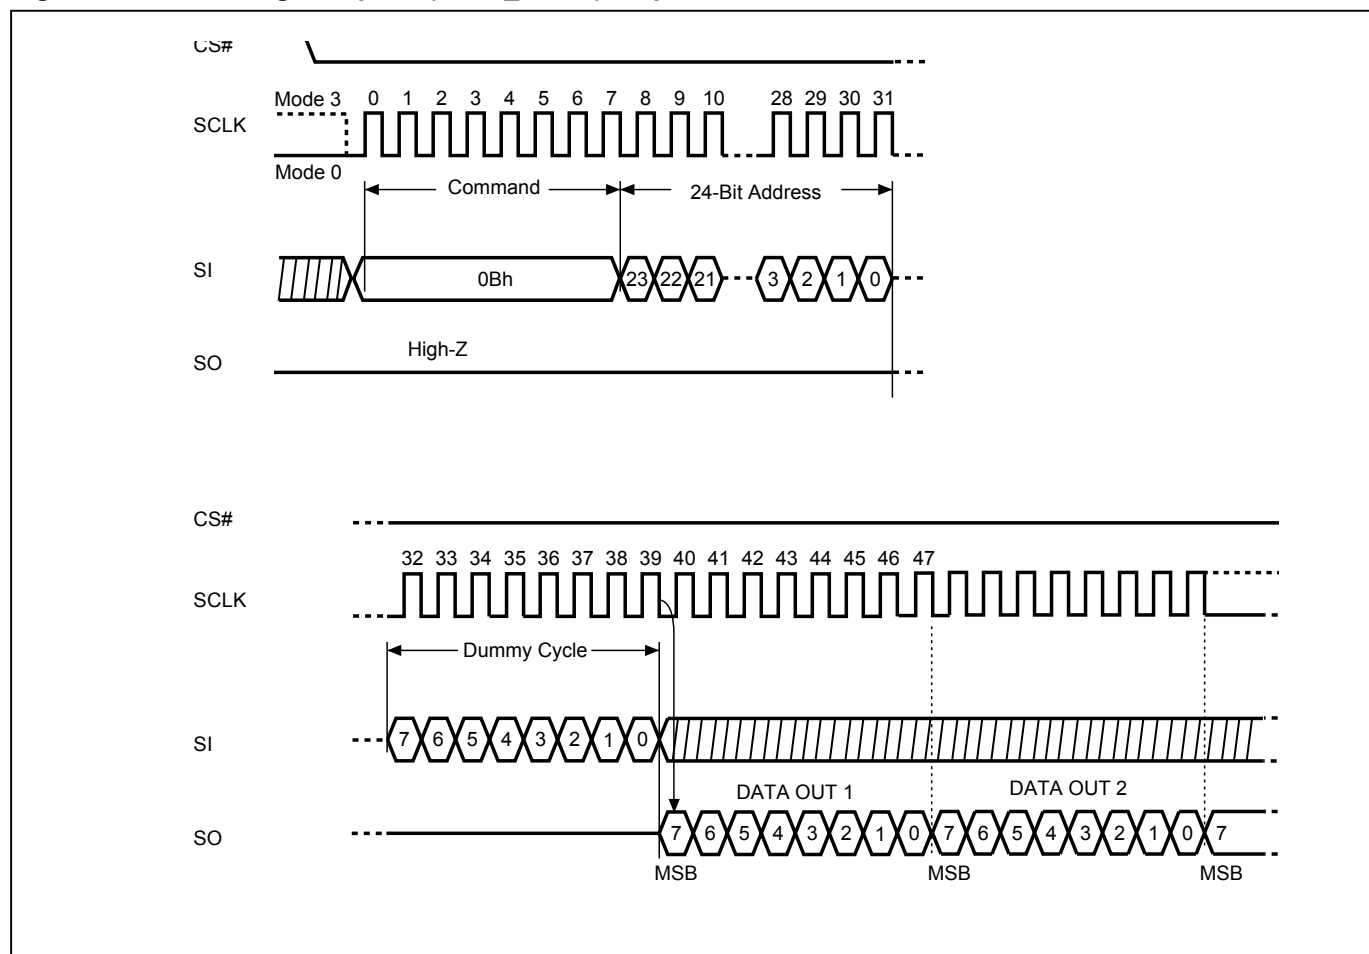 CS#
Mode 3 0 1 2 3 4 5 6 7 8 9 10 28 29 30 31
SCLK
Mode 0
Command 24-Bit Address
SI 0Bh 23 22 21 3 2 1 0
High-Z
SO
CS#
32 33 34 35 36 37 38 39 40 41 42 43 44 45 46 47
SCLK
Dummy Cycle
SI 7 6 5 4 3 2 1 0
DATA OUT 1 DATA OUT 2
SO 7 6 5 4 3 2 1 0 7 6 5 4 3 2 1 0 7
MSB MSB MSB